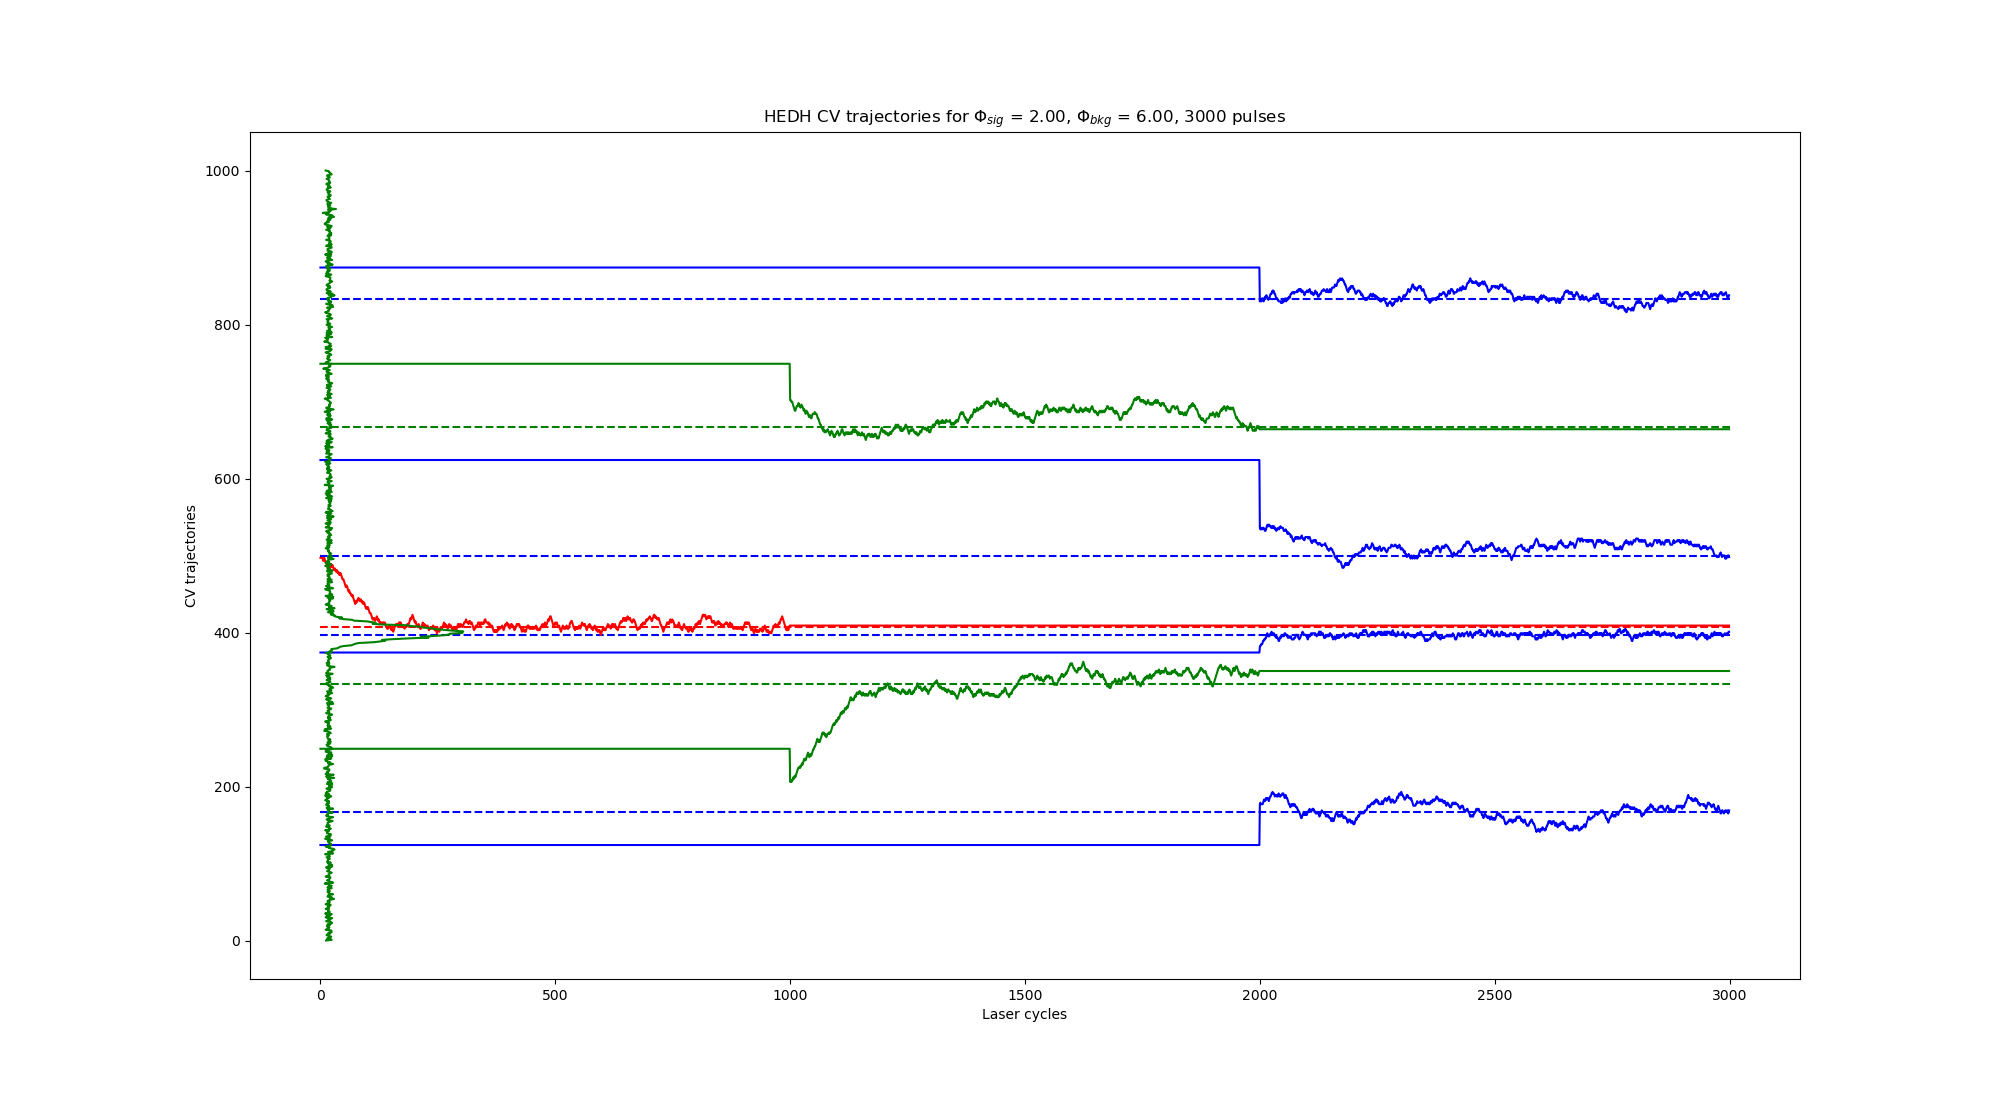 HEDH CV trajectories for Φsig = 2.00, Φbkg = 6.00, 3000 pulses
1000
800
600
400
200
0
CV trajectories
0 500 1000 1500 2000 2500 3000
Laser cycles